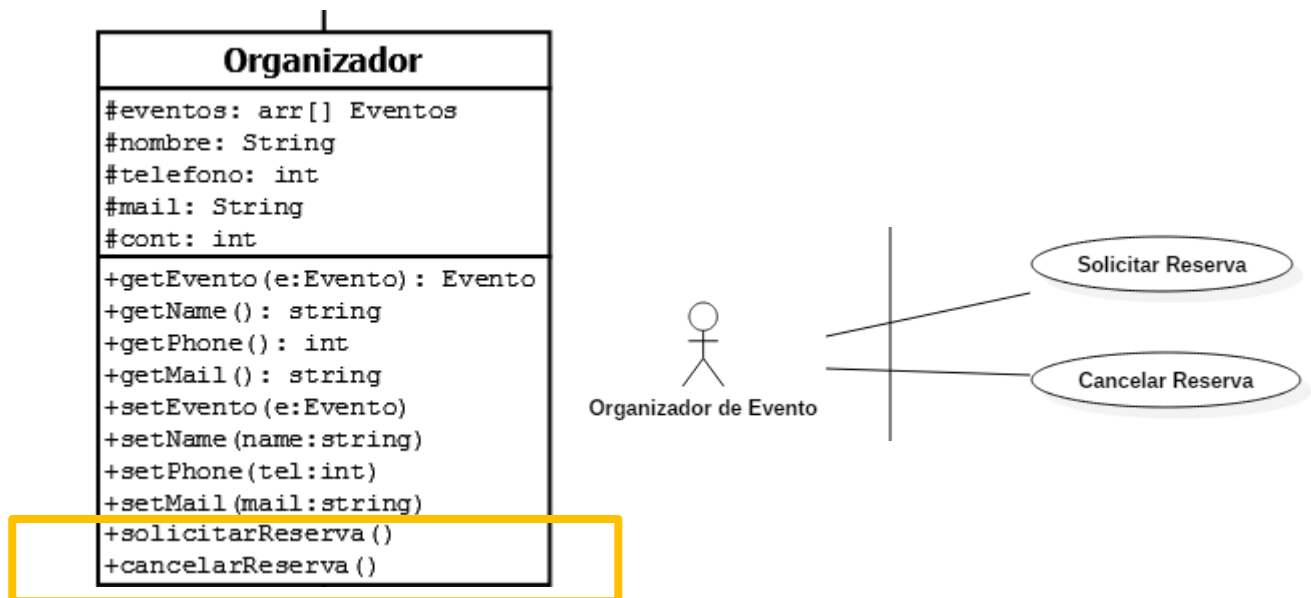 Organizador
#eventos: arr[] Eventos
#nombre: String
#telefono: int
#mail: String
#cont: int
+getEvento(e:Evento): Evento
+getName(): string
+getPhone(): int
+getMail(): string
+setEvento(e:Evento)
+setName(name:string)
+setPhone(tel:int)
+setMail(mail:string)
+solicitarReserva()
+cancelarReserva()
Organizador de Evento
Solicitar Reserva
Cancelar Reserva